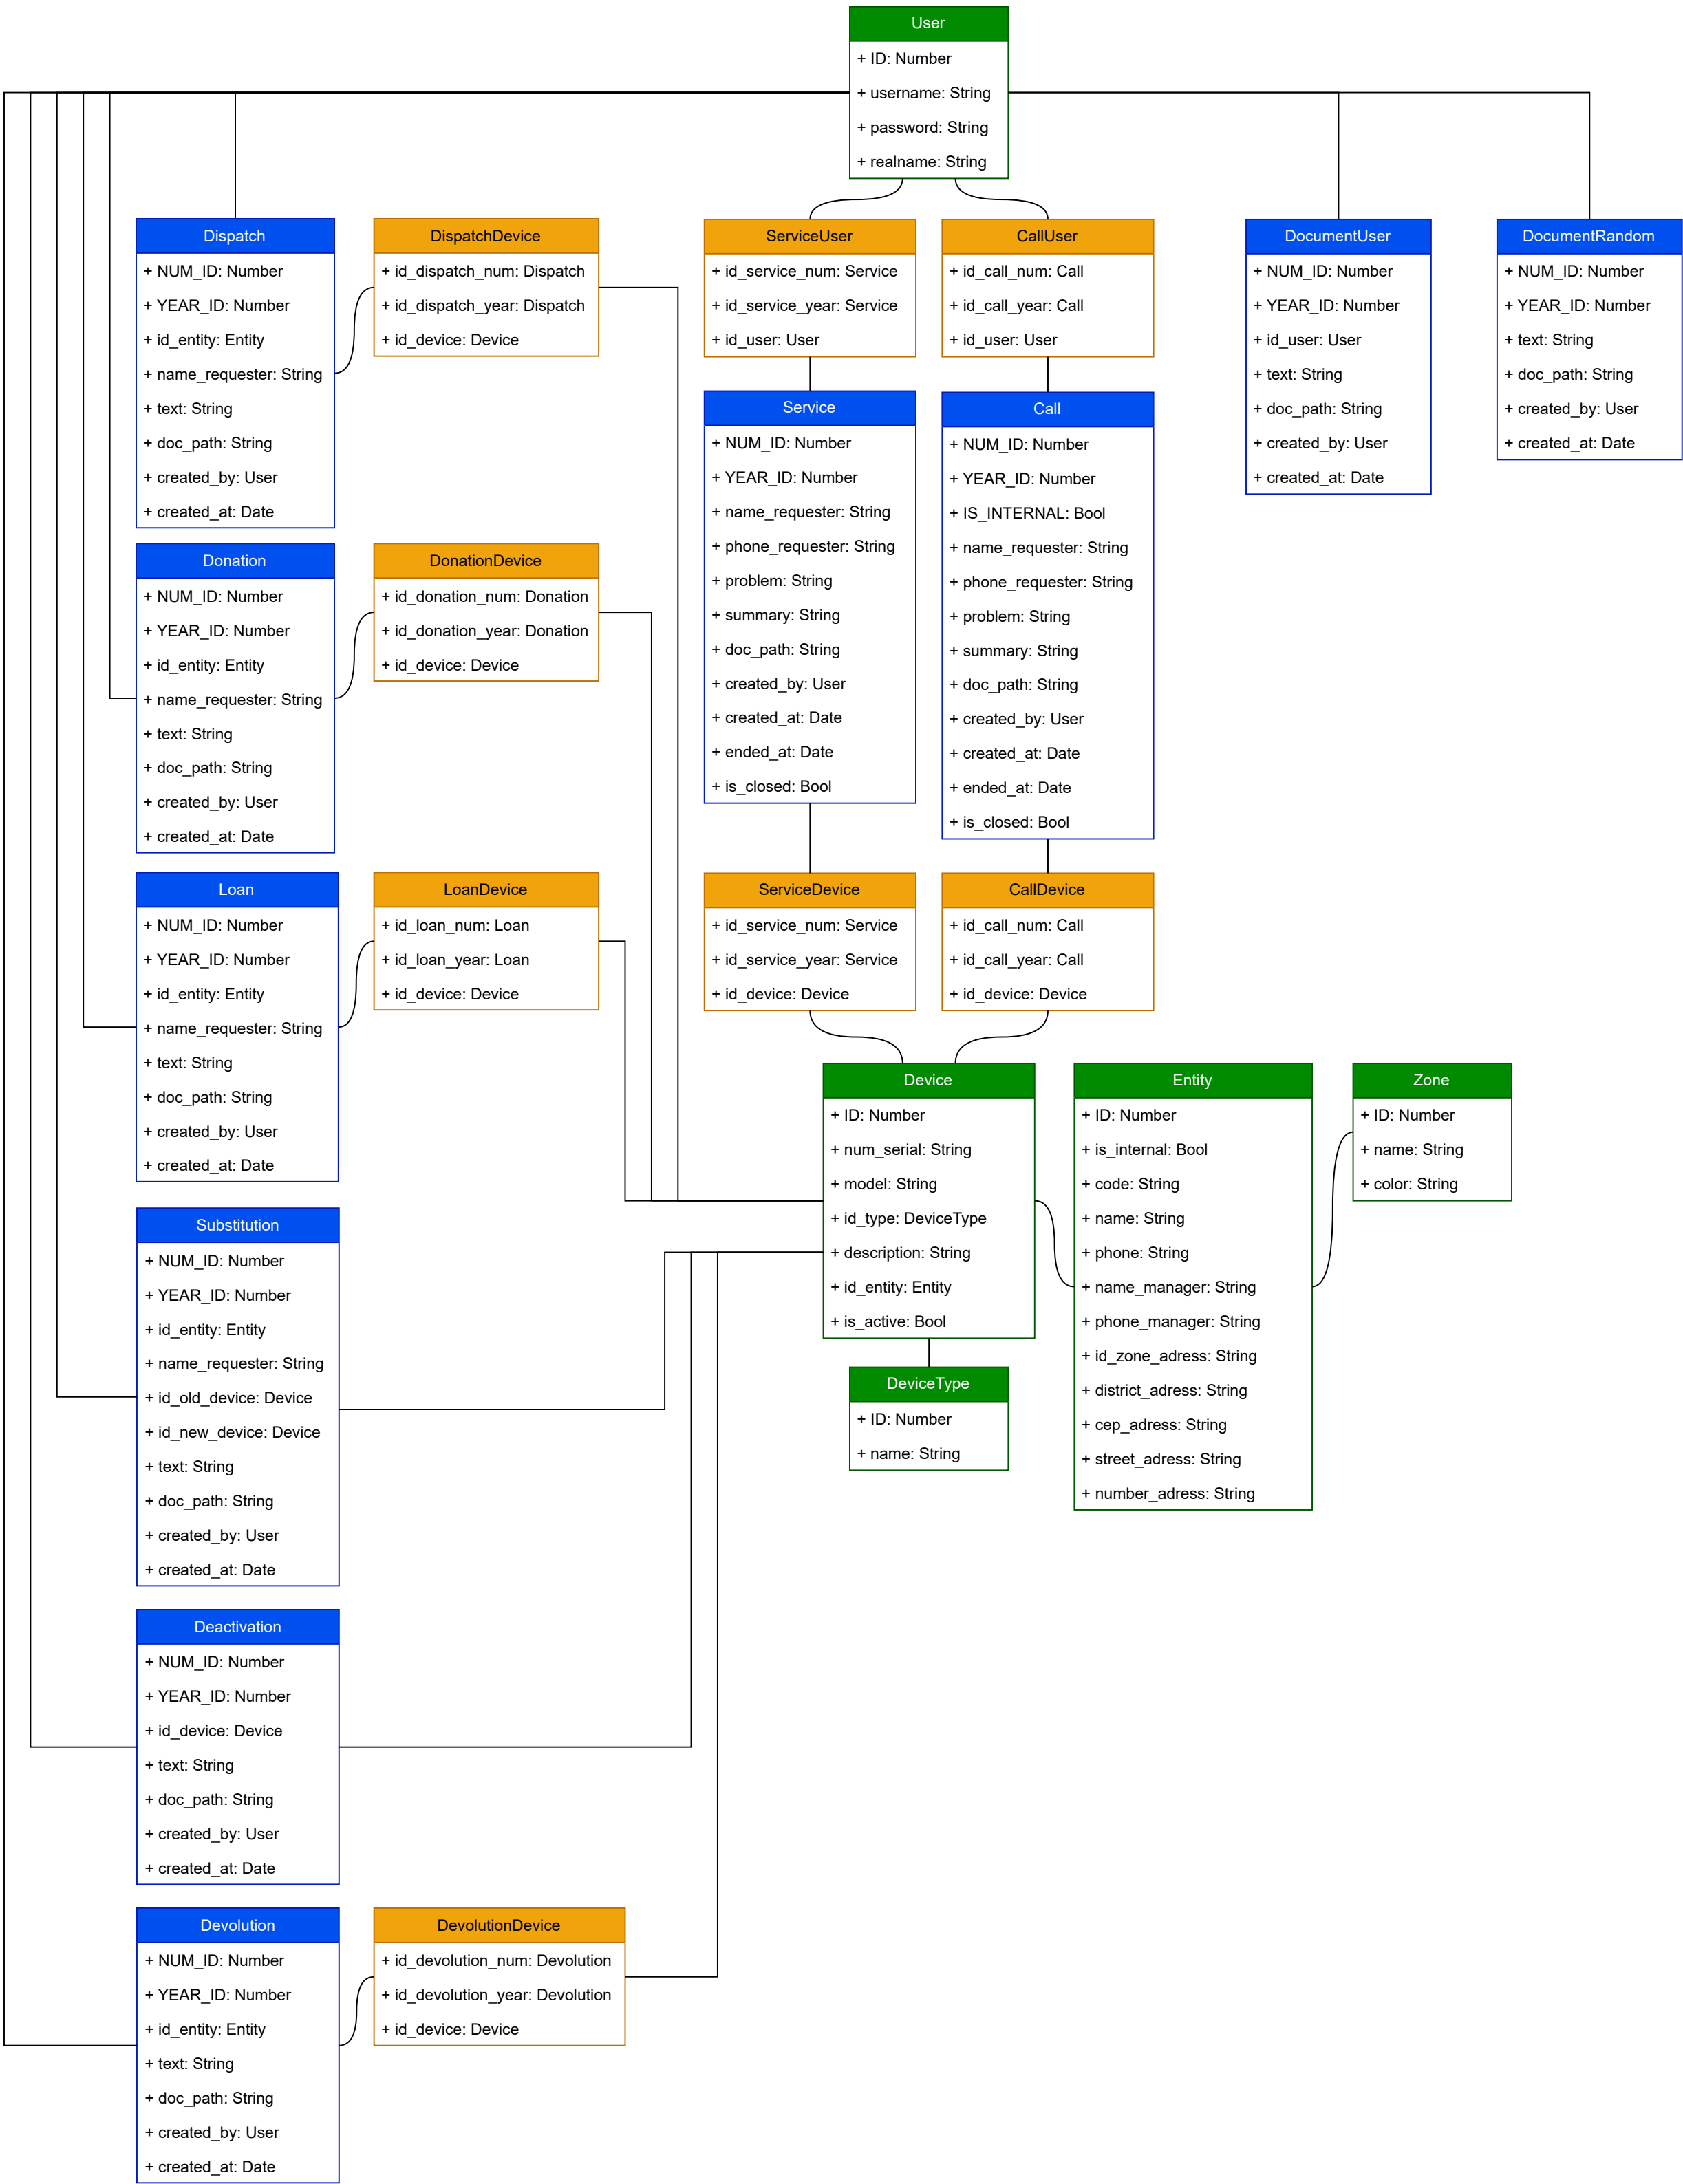 User
+ ID: Number
+ username: String
+ password: String
+ realname: String
Dispatch
+ NUM_ID: Number
+ YEAR_ID: Number
+ id_entity: Entity
+ name_requester: String
+ text: String
+ doc_path: String
+ created_by: User
+ created_at: Date
DispatchDevice
+ id_dispatch_num: Dispatch
+ id_dispatch_year: Dispatch
+ id_device: Device
ServiceUser
+ id_service_num: Service
+ id_service_year: Service
+ id_user: User
CallUser
+ id_call_num: Call
+ id_call_year: Call
+ id_user: User
DocumentUser
+ NUM_ID: Number
+ YEAR_ID: Number
+ id_user: User
+ text: String
+ doc_path: String
+ created_by: User
+ created_at: Date
DocumentRandom
+ NUM_ID: Number
+ YEAR_ID: Number
+ text: String
+ doc_path: String
+ created_by: User
+ created_at: Date
Service
+ NUM_ID: Number
+ YEAR_ID: Number
+ name_requester: String
+ phone_requester: String
+ problem: String
+ summary: String
+ doc_path: String
+ created_by: User
+ created_at: Date
+ ended_at: Date
+ is_closed: Bool
Call
+ NUM_ID: Number
+ YEAR_ID: Number
+ IS_INTERNAL: Bool
+ name_requester: String
+ phone_requester: String
+ problem: String
+ summary: String
+ doc_path: String
+ created_by: User
+ created_at: Date
+ ended_at: Date
+ is_closed: Bool
Donation
+ NUM_ID: Number
+ YEAR_ID: Number
+ id_entity: Entity
+ name_requester: String
+ text: String
+ doc_path: String
+ created_by: User
+ created_at: Date
DonationDevice
+ id_donation_num: Donation
+ id_donation_year: Donation
+ id_device: Device
Loan
+ NUM_ID: Number
+ YEAR_ID: Number
+ id_entity: Entity
+ name_requester: String
+ text: String
+ doc_path: String
+ created_by: User
+ created_at: Date
LoanDevice
+ id_loan_num: Loan
+ id_loan_year: Loan
+ id_device: Device
ServiceDevice
+ id_service_num: Service
+ id_service_year: Service
+ id_device: Device
CallDevice
+ id_call_num: Call
+ id_call_year: Call
+ id_device: Device
Device
+ ID: Number
+ num_serial: String
+ model: String
+ id_type: DeviceType
+ description: String
+ id_entity: Entity
+ is_active: Bool
Entity
+ ID: Number
+ is_internal: Bool
+ code: String
+ name: String
+ phone: String
+ name_manager: String
+ phone_manager: String
+ id_zone_adress: String
+ district_adress: String
+ cep_adress: String
+ street_adress: String
+ number_adress: String
Zone
+ ID: Number
+ name: String
+ color: String
DeviceType
+ ID: Number
+ name: String
Substitution
+ NUM_ID: Number
+ YEAR_ID: Number
+ id_entity: Entity
+ name_requester: String
+ id_old_device: Device
+ id_new_device: Device
+ text: String
+ doc_path: String
+ created_by: User
+ created_at: Date
Deactivation
+ NUM_ID: Number
+ YEAR_ID: Number
+ id_device: Device
+ text: String
+ doc_path: String
+ created_by: User
+ created_at: Date
Devolution
+ NUM_ID: Number
+ YEAR_ID: Number
+ id_entity: Entity
+ text: String
+ doc_path: String
+ created_by: User
+ created_at: Date
DevolutionDevice
+ id_devolution_num: Devolution
+ id_devolution_year: Devolution
+ id_device: Device